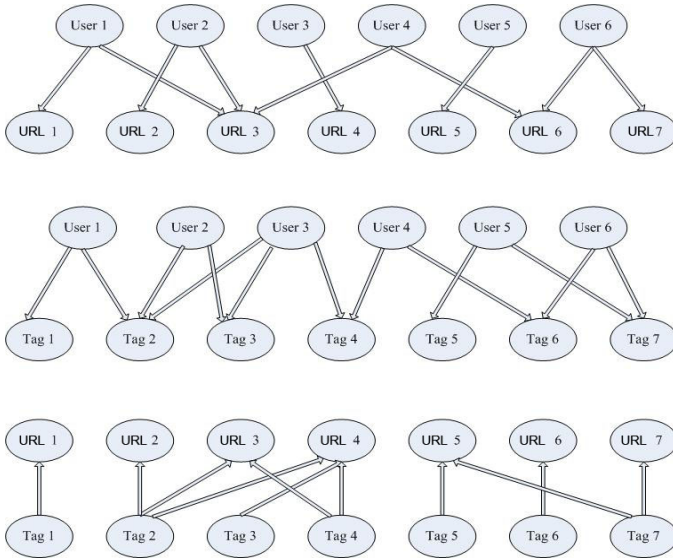 User 1 User 2 User 3 User 4 User 5 User 6
URL 1 URL 2 URL 3 URL 4 URL 5 URL 6 URL 7
User 1 User 2 User 3 User 4 User 5 User 6
Tag 1 Tag 2 Tag 3 Tag 4 Tag 5 Tag 6 Tag 7
URL 1 URL 2 URL 3 URL 4 URL 5 URL 6 URL 7
Tag 1 Tag 2 Tag 3 Tag 4 Tag 5 Tag 6 Tag 7